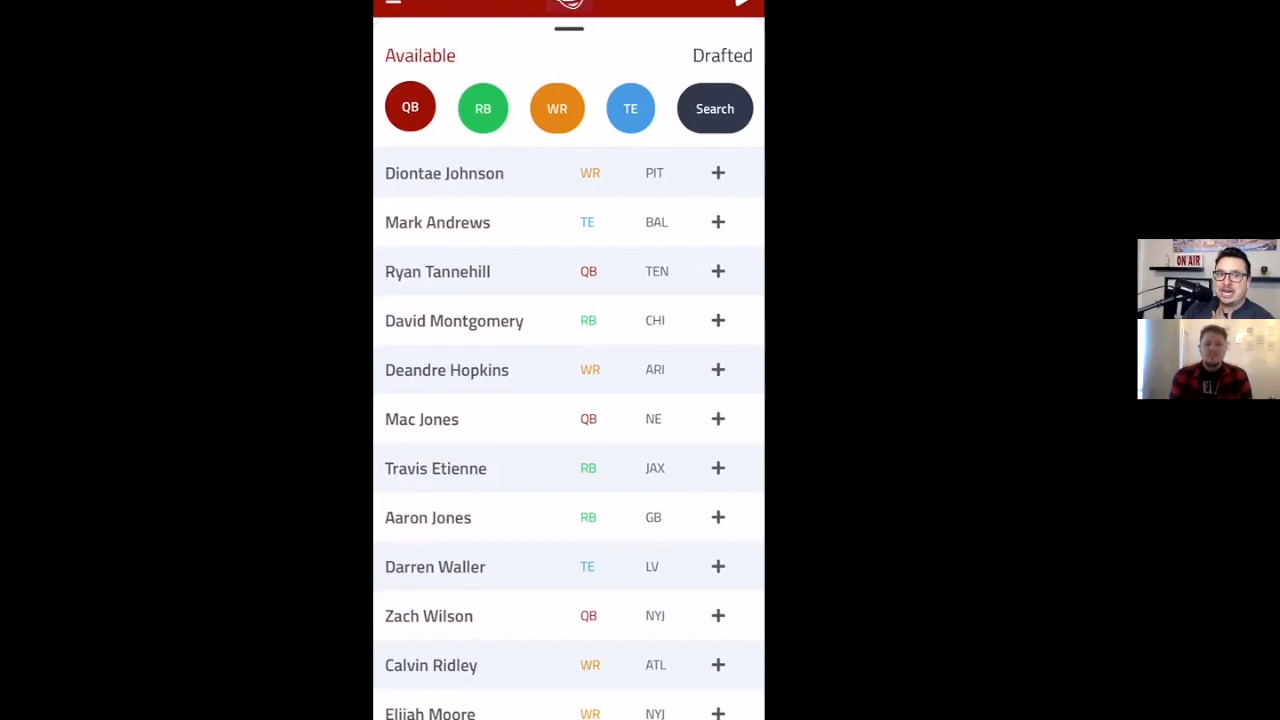 Available Drafted
QB RB WR TE Search
Diontae Johnson WR PIT +
Mark Andrews TE BAL +
Ryan Tannehill QB TEN +
David Montgomery RB CHI +
Deandre Hopkins WR ARI +
Mac Jones QB NE +
Travis Etienne RB JAX +
Aaron Jones RB GB +
Darren Waller TE LV +
Zach Wilson QB NYJ +
Calvin Ridley WR ATL +
Elijah Moore WR NYJ +
ON AIR